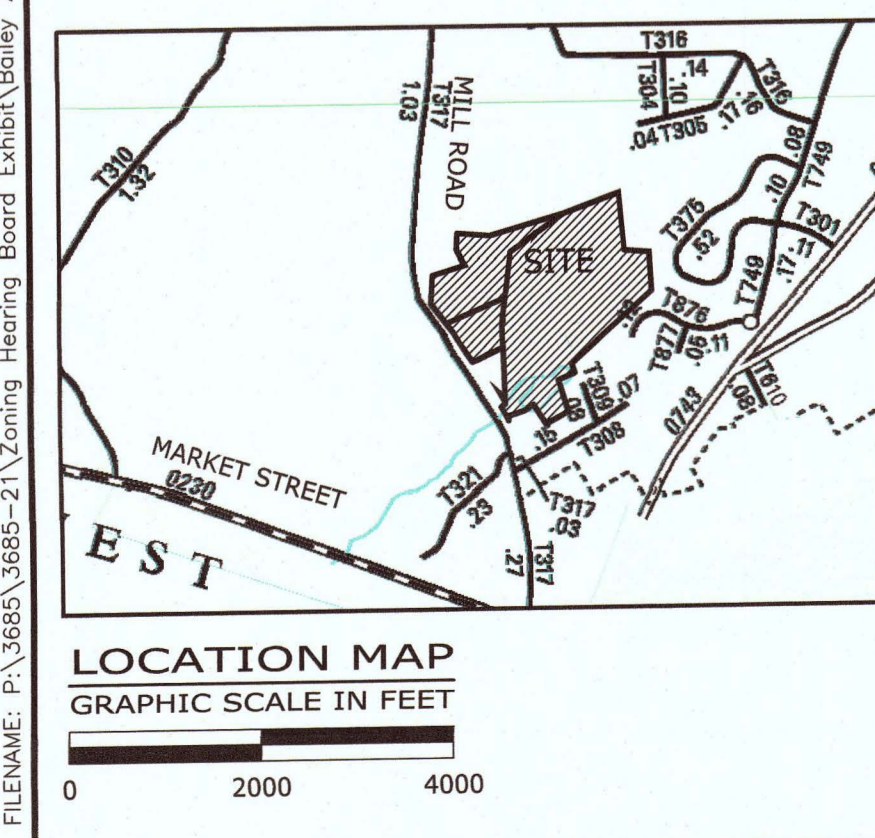 FILENAME: P:\3685\3685-21\Zoning Hearing Board Exhibit\Bailey
T316
.14
T304
.10
T316
.16
.17
.04 T305
.08
T749
MILL ROAD
T317
1.03
T310
1.32
.10
T375
.52
T301
.11
.17
T749
SITE
T876
.11
T877
.05
T610
.08
0743
T309
.07
.08
.15
T308
MARKET STREET
0230
T321
.23
T317
.03
T317
.27
EST
LOCATION MAP
GRAPHIC SCALE IN FEET
0 2000 4000